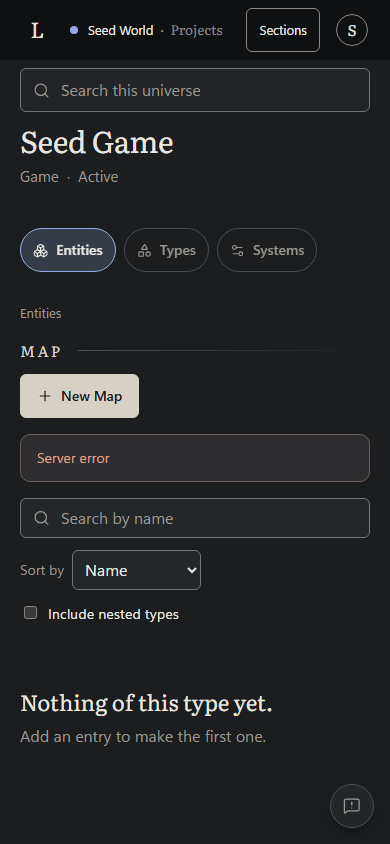 L
Seed World · Projects
Sections
S
Search this universe
Seed Game
Game · Active
Entities
Types
Systems
Entities
MAP
New Map
Server error
Search by name
Sort by
Name
Include nested types
Nothing of this type yet.
Add an entry to make the first one.